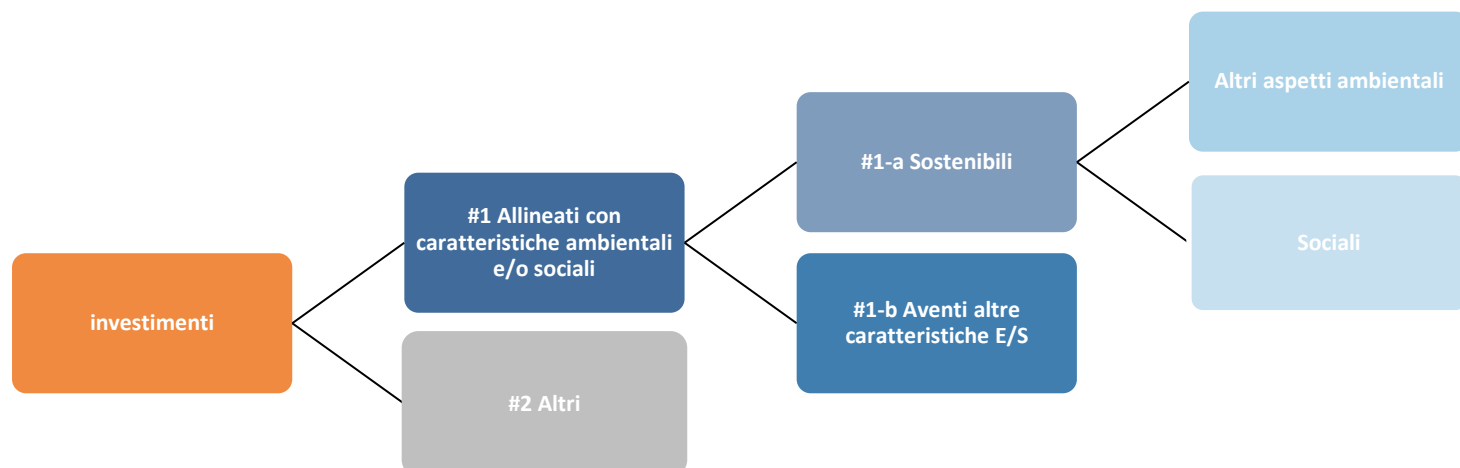 investimenti
#1 Allineati con
caratteristiche ambientali
e/o sociali
#2 Altri
#1-a Sostenibili
#1-b Aventi altre
caratteristiche E/S
Altri aspetti ambientali
Sociali